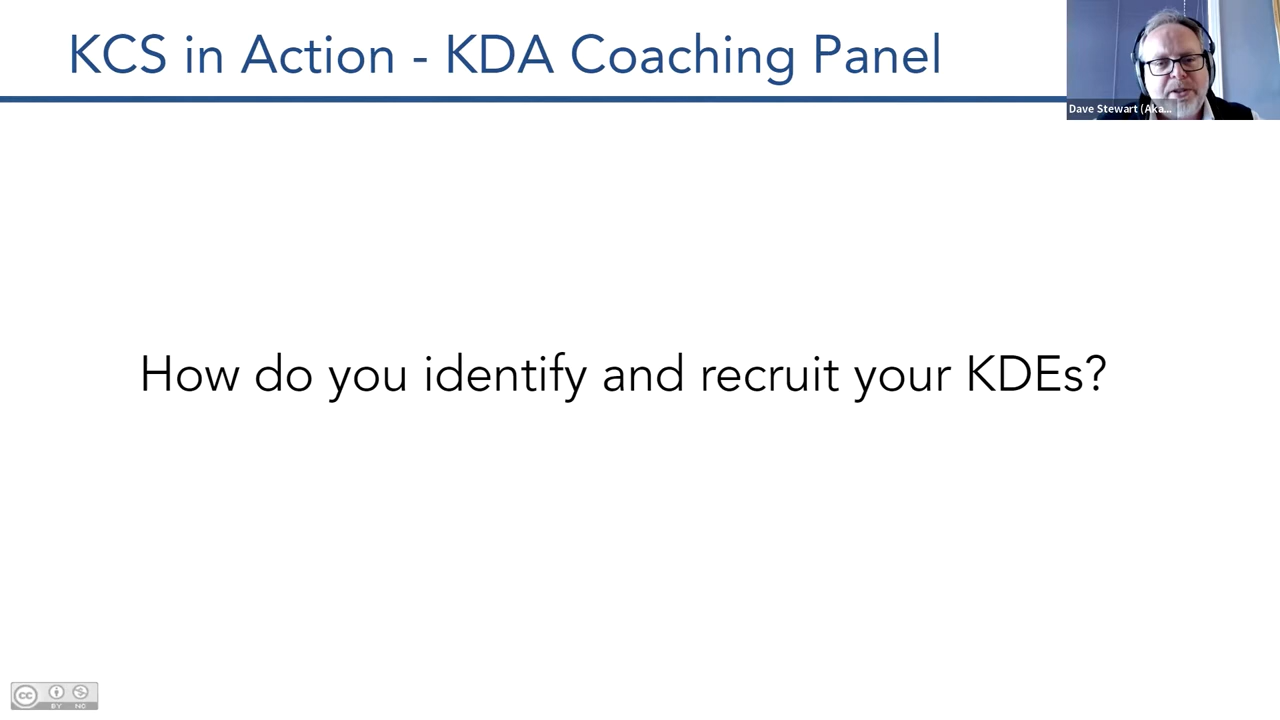 KCS in Action - KDA Coaching Panel
Dave Stewart (Aka...
How do you identify and recruit your KDEs?
cc
BY NC